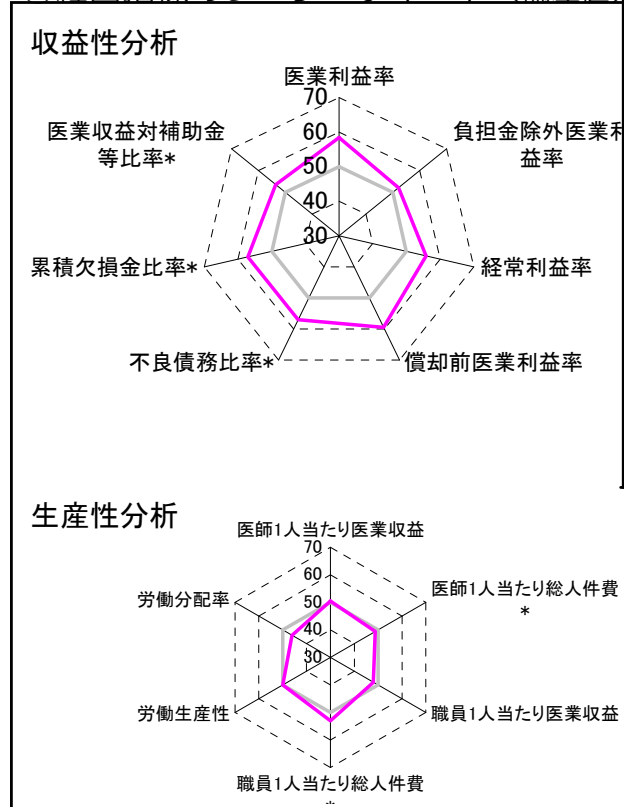 収益性分析
医業利益率
70
60
50
40
30
医業収益対補助金
等比率*
負担金除外医業利
益率
累積欠損金比率*
経常利益率
不良債務比率*
償却前医業利益率
生産性分析
医師1人当たり医業収益
70
60
50
40
30
労働分配率
医師1人当たり総人件費
*
労働生産性
職員1人当たり医業収益
職員1人当たり総人件費
*